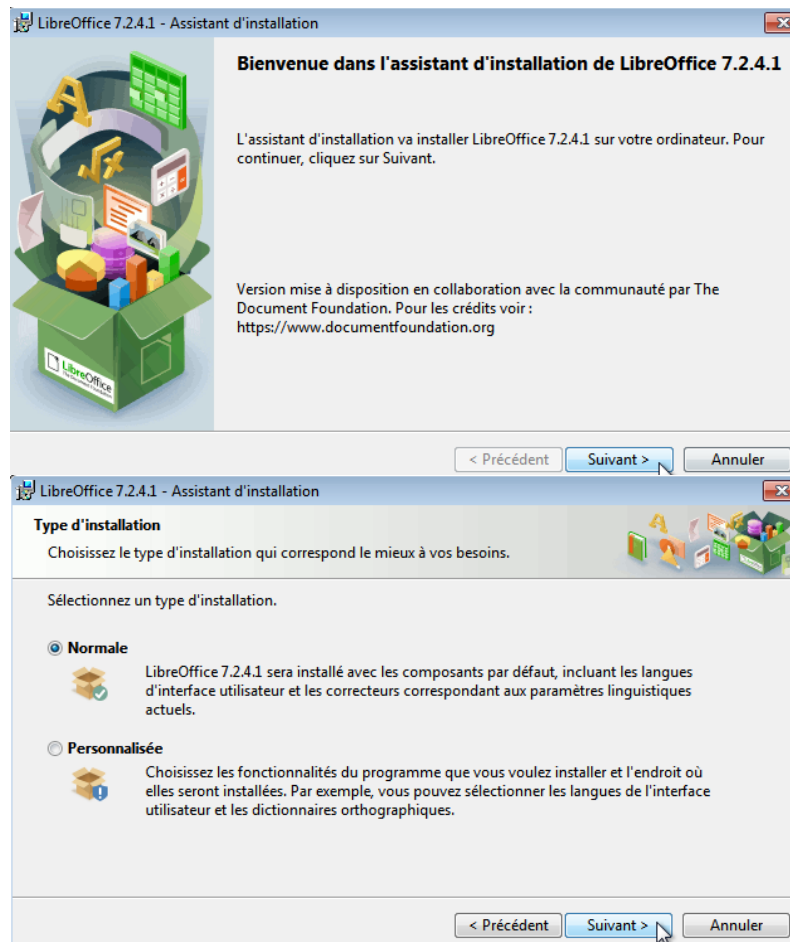 LibreOffice 7.2.4.1 - Assistant d'installation
Bienvenue dans l'assistant d'installation de LibreOffice 7.2.4.1
L'assistant d'installation va installer LibreOffice 7.2.4.1 sur votre ordinateur. Pour
continuer, cliquez sur Suivant.
Version mise à disposition en collaboration avec la communauté par The
Document Foundation. Pour les crédits voir :
https://www.documentfoundation.org
LibreOffice
The Document Foundation
< Précédent Suivant > Annuler
LibreOffice 7.2.4.1 - Assistant d'installation
Type d'installation
Choisissez le type d'installation qui correspond le mieux à vos besoins.
Sélectionnez un type d'installation.
Normale
LibreOffice 7.2.4.1 sera installé avec les composants par défaut, incluant les langues
d'interface utilisateur et les correcteurs correspondant aux paramètres linguistiques
actuels.
Personnalisée
Choisissez les fonctionnalités du programme que vous voulez installer et l'endroit où
elles seront installées. Par exemple, vous pouvez sélectionner les langues de l'interface
utilisateur et les dictionnaires orthographiques.
< Précédent Suivant > Annuler